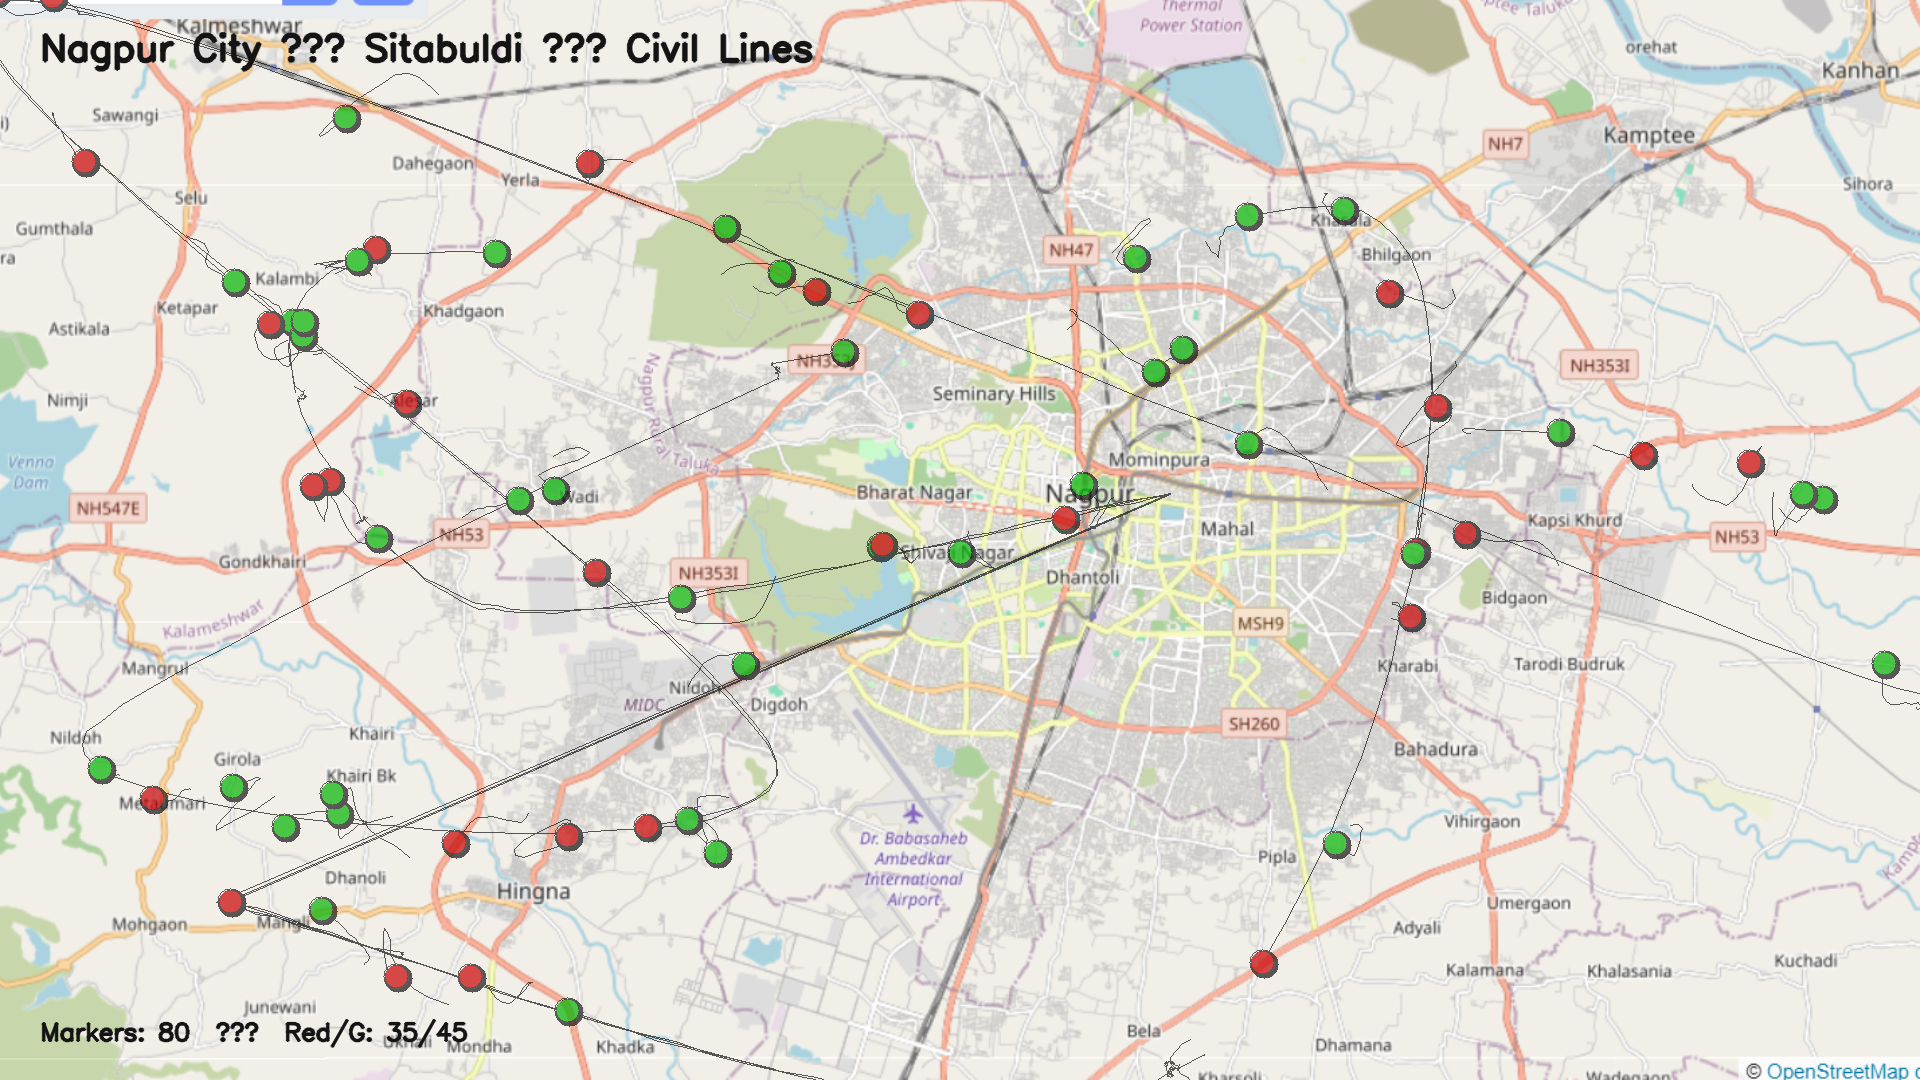 Kalmeshwar
Nagpur City ??? Sitabuldi ??? Civil Lines
Thermal
Power Station
orehat
Kanhan
Sawangi
Kamptee
NH7
Dahegaon
Yerla
Selu
Sihora
Gumthala
Bhilgaon
NH47
Kalambi
Ketapar
Khadgaon
Astikala
NH353I
Seminary Hills
Nimji
Nagpur Rural Taluka
Mominpura
Venna
Dam
Bharat Nagar
Nagpur
Wadi
NH547E
Mahal
Kapsi Khurd
NH53
NH53
Gondkhairi
Shivaji Nagar
NH353I
Dhantoli
Bidgaon
Kalameshwar
MSH9
Mangrul
Kharabi
Tarodi Budruk
Nildoh
MIDC
Digdoh
SH260
Nildoh
Khairi
Bahadura
Girola
Khairi Bk
Metaumari
Vihirgaon
Dr. Babasaheb
Ambedkar
International
Airport
Pipla
Dhanoli
Hingna
Umergaon
Mohgaon
Mangli
Adyali
Kalamana
Khalasania
Kuchadi
Junewani
Markers: 80 ??? Red/G: 35/45
Mondha
Khadka
Bela
Dhamana
Kharsoli
Wadegaon
© OpenStreetMap c